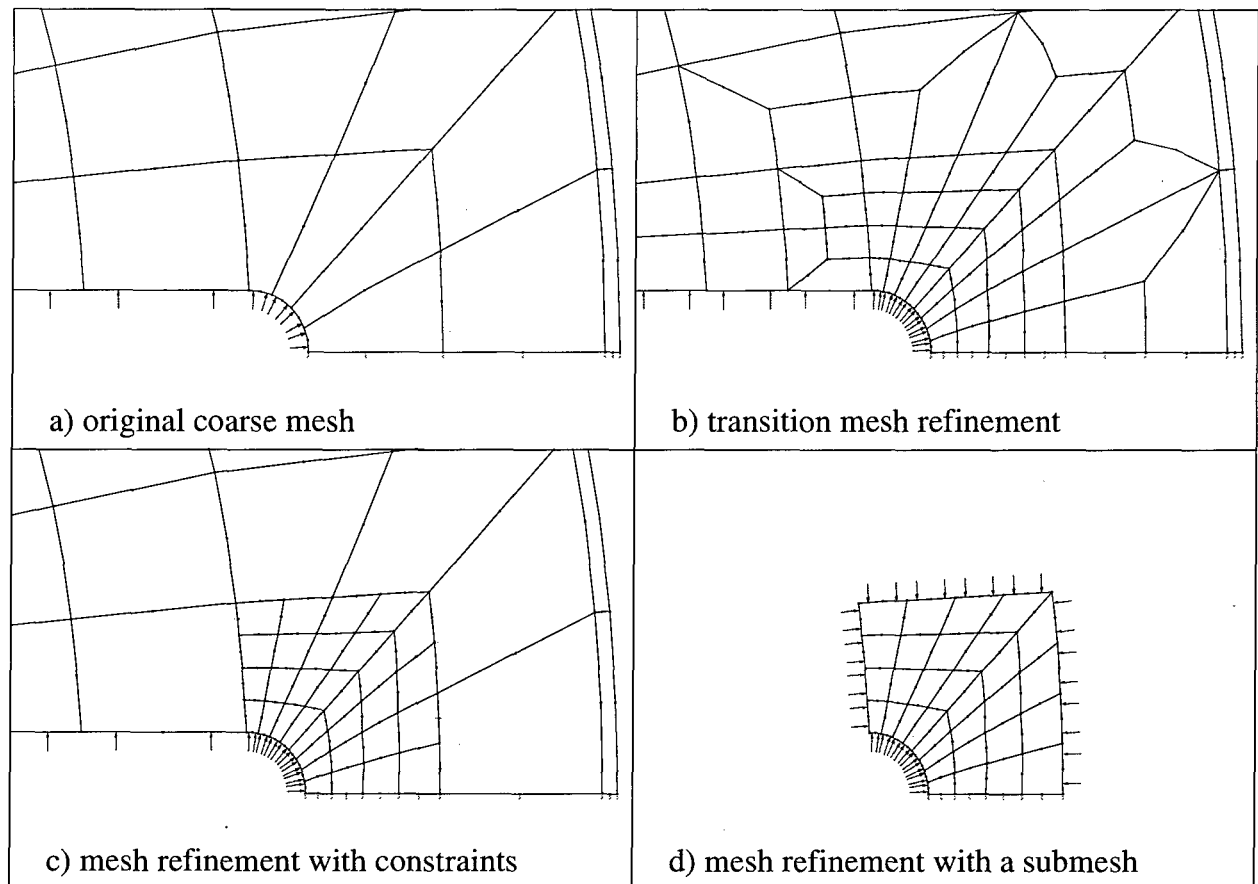 a) original coarse mesh
b) transition mesh refinement
c) mesh refinement with constraints
d) mesh refinement with a submesh